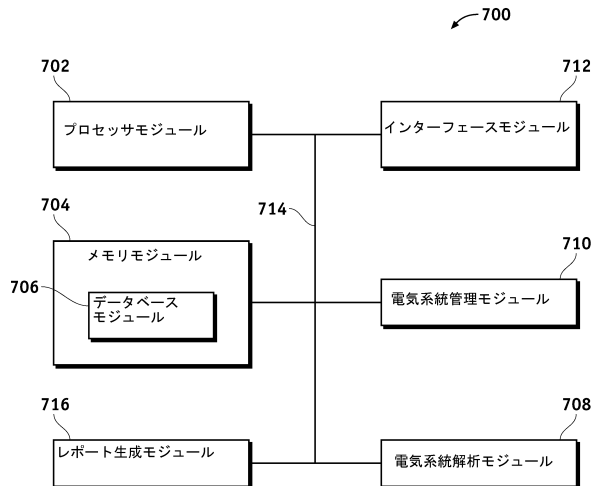 700
702
プロセッサモジュール
712
インターフェースモジュール
704
メモリモジュール
706
データベース
モジュール
714
710
電気系統管理モジュール
716
レポート生成モジュール
708
電気系統解析モジュール